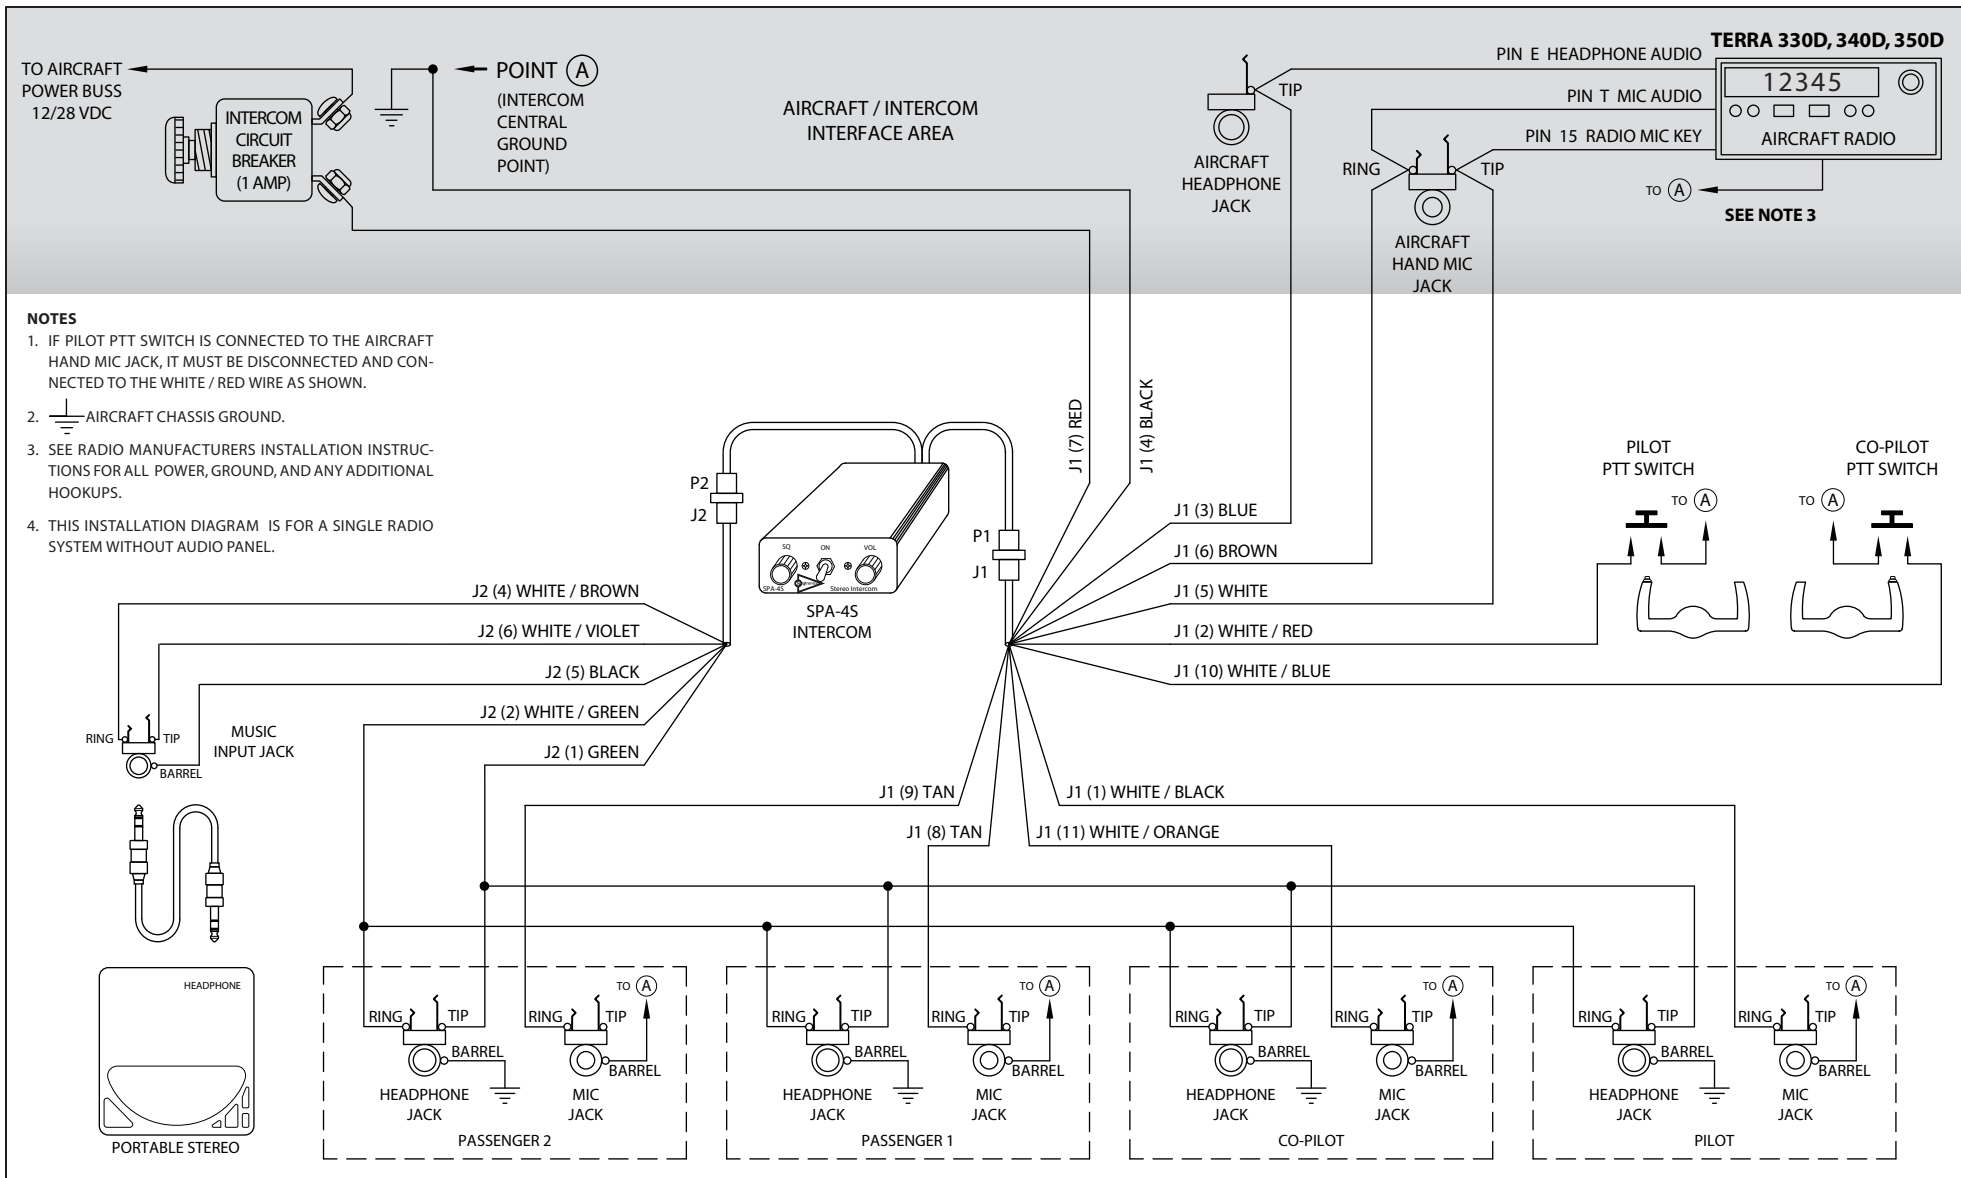 TO AIRCRAFT
POWER BUSS
12/28 VDC
INTERCOM
CIRCUIT
BREAKER
(1 AMP)
POINT A
(INTERCOM
CENTRAL
GROUND
POINT)
AIRCRAFT / INTERCOM
INTERFACE AREA
TIP
AIRCRAFT
HEADPHONE
JACK
PIN E HEADPHONE AUDIO
PIN T MIC AUDIO
PIN 15 RADIO MIC KEY
RING
TIP
AIRCRAFT
HAND MIC
JACK
TERRA 330D, 340D, 350D
12345
AIRCRAFT RADIO
TO A
SEE NOTE 3
NOTES
1. IF PILOT PTT SWITCH IS CONNECTED TO THE AIRCRAFT
HAND MIC JACK, IT MUST BE DISCONNECTED AND CON-
NECTED TO THE WHITE / RED WIRE AS SHOWN.
2. AIRCRAFT CHASSIS GROUND.
3. SEE RADIO MANUFACTURERS INSTALLATION INSTRUC-
TIONS FOR ALL POWER, GROUND, AND ANY ADDITIONAL
HOOKUPS.
4. THIS INSTALLATION DIAGRAM IS FOR A SINGLE RADIO
SYSTEM WITHOUT AUDIO PANEL.
J1 (7) RED
J1 (4) BLACK
P2
J2
P1
J1
SQ
ON
VOL
SPA-4S
Stereo Intercom
SPA-4S
INTERCOM
J1 (3) BLUE
J1 (6) BROWN
J1 (5) WHITE
J1 (2) WHITE / RED
J1 (10) WHITE / BLUE
PILOT
PTT SWITCH
TO A
CO-PILOT
PTT SWITCH
TO A
J2 (4) WHITE / BROWN
J2 (6) WHITE / VIOLET
J2 (5) BLACK
J2 (2) WHITE / GREEN
J2 (1) GREEN
RING
TIP
BARREL
MUSIC
INPUT JACK
J1 (9) TAN
J1 (8) TAN
J1 (1) WHITE / BLACK
J1 (11) WHITE / ORANGE
HEADPHONE
PORTABLE STEREO
RING
TIP
BARREL
HEADPHONE
JACK
RING
TIP
TO A
BARREL
MIC
JACK
PASSENGER 2
RING
TIP
BARREL
HEADPHONE
JACK
RING
TIP
TO A
BARREL
MIC
JACK
PASSENGER 1
RING
TIP
BARREL
HEADPHONE
JACK
RING
TIP
TO A
BARREL
MIC
JACK
CO-PILOT
RING
TIP
BARREL
HEADPHONE
JACK
RING
TIP
TO A
BARREL
MIC
JACK
PILOT